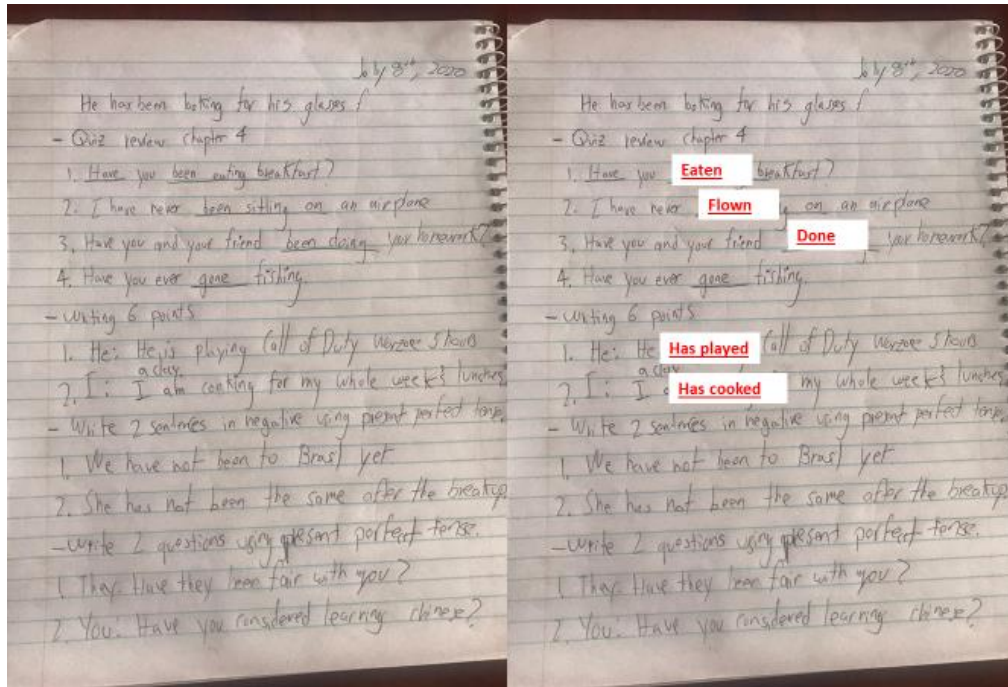 July 8th, 2020
He has been looking for his glasses
- Quiz review chapter 4
1. Have you been eating breakfast?
2. I have never been sitting on an airplane
3. Have you and your friend been doing your homework?
4. Have you ever gone fishing.
- writing 6 points
1. He: He is playing Call of Duty 5 hours
a day.
2. I: I am cooking for my whole week's lunches
- Write 2 sentences in negative using present perfect tense.
1. We have not been to Brasl yet
2. She has not been the same after the breakup.
- write 2 questions using present perfect tense.
1. They: Have they been fair with you?
2. You: Have you considered learning chinese?
July 8th, 2020
He has been looking for his glasses
- Quiz review chapter 4
1. Have you Eaten breakfast?
2. I have never Flown on an airplane
3. Have you and your friend Done your homework?
4. Have you ever gone fishing.
- writing 6 points
1. He: He Has played Call of Duty 5 hours
a day
2. I: I Has cooked my whole week's lunches
- Write 2 sentences in negative using present perfect tense.
1. We have not been to Brasl yet
2. She has not been the same after the breakup.
- write 2 questions using present perfect tense.
1. They: Have they been fair with you?
2. You: Have you considered learning chinese?